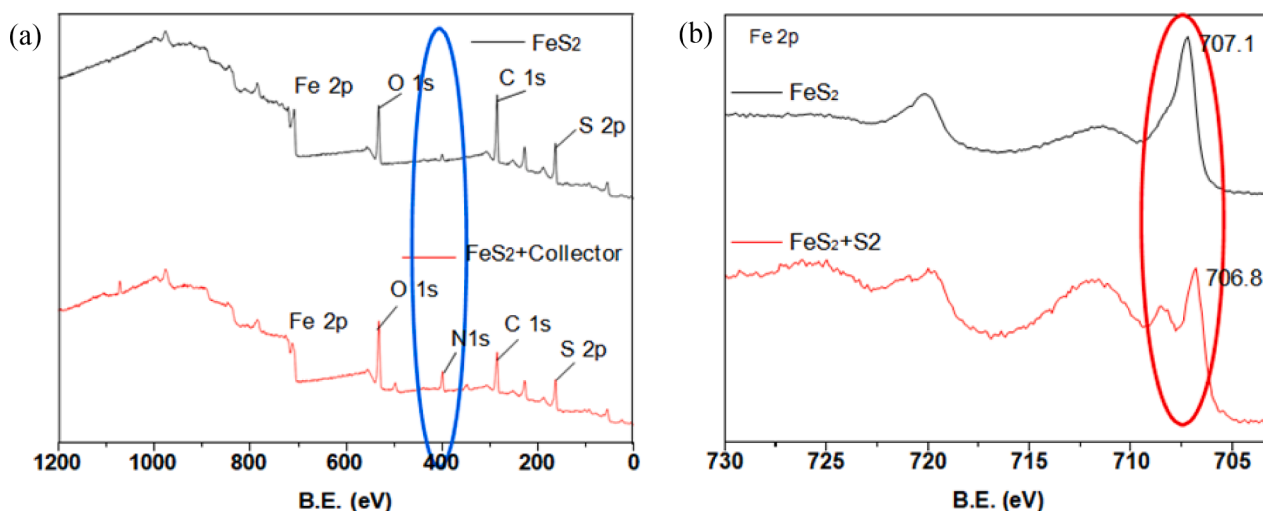 (a)
FeS2
Fe 2p
O 1s
C 1s
S 2p
FeS2+Collector
Fe 2p
O 1s
N1s
C 1s
S 2p
1200 1000 800 600 400 200 0
B.E. (eV)
(b)
Fe 2p
707.1
FeS2
FeS2+S2
706.8
730 725 720 715 710 705
B.E. (eV)